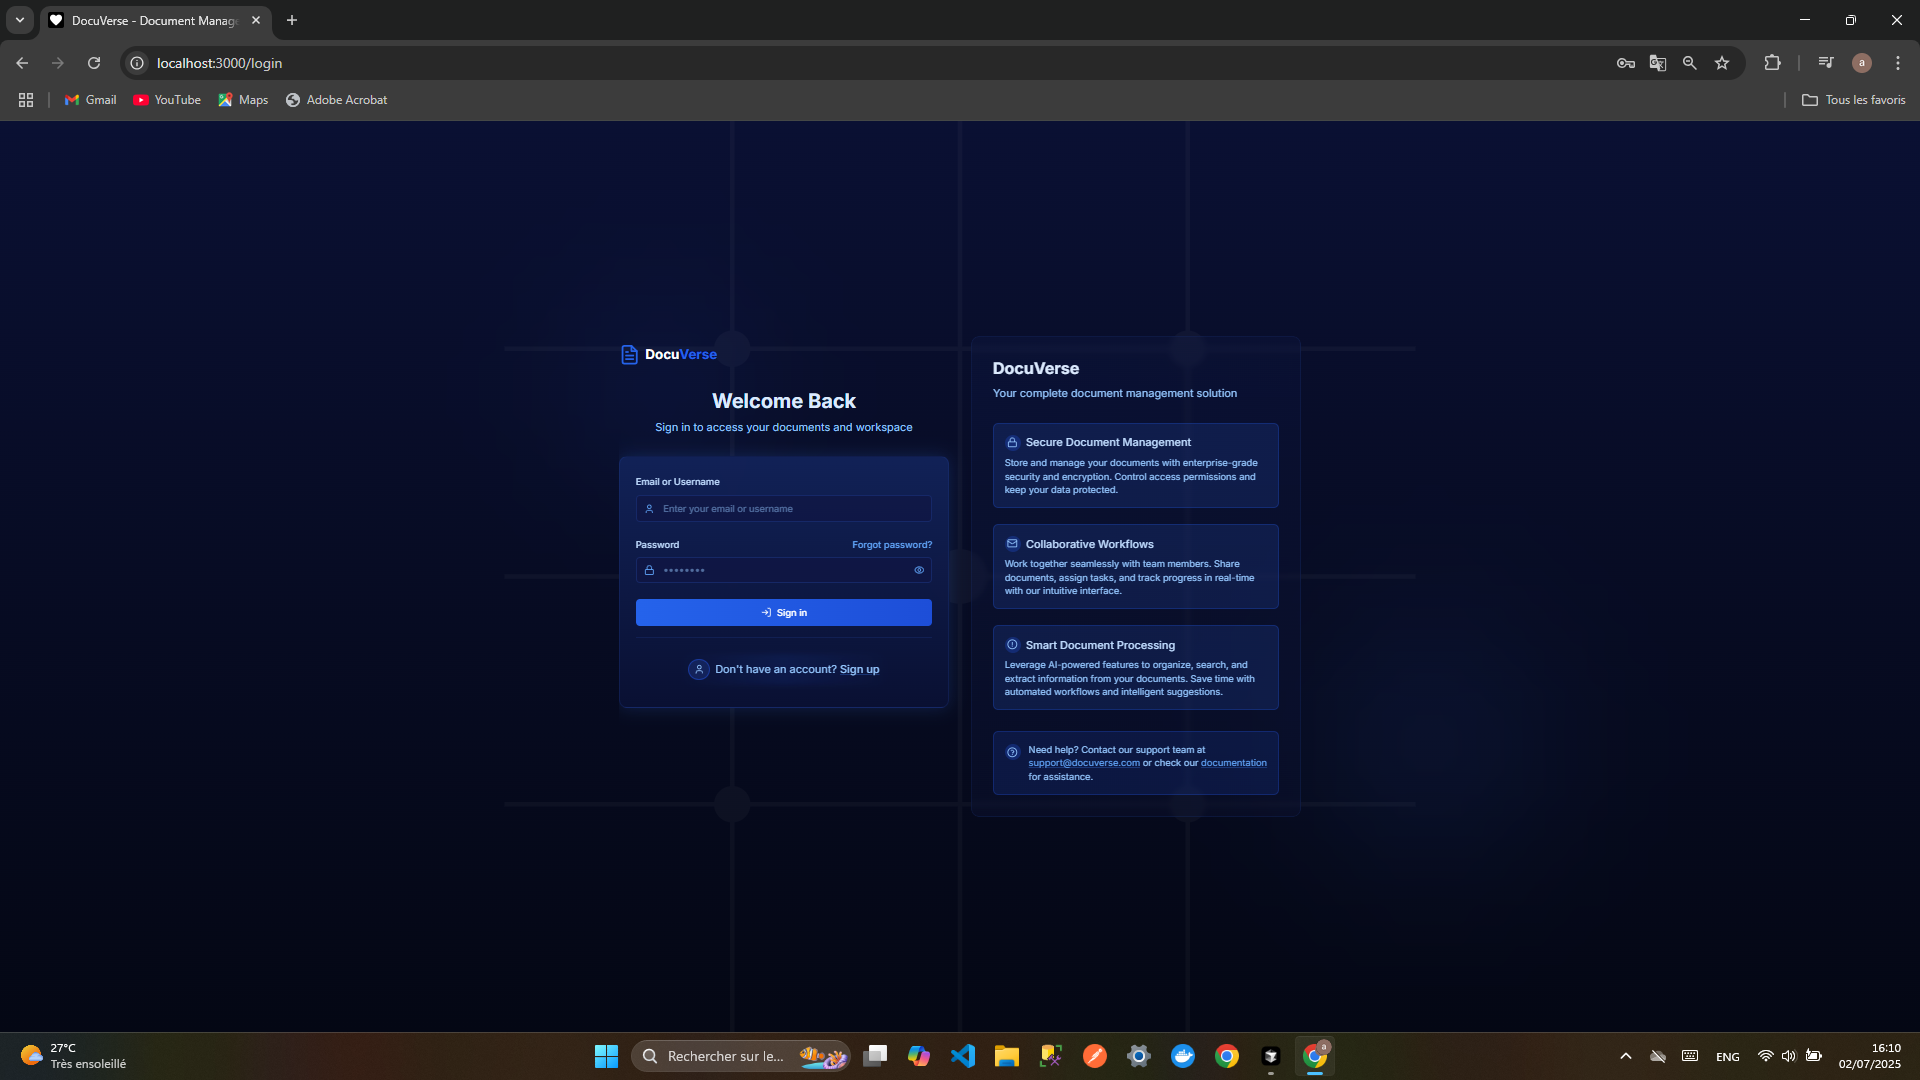 DocuVerse - Document Manag
localhost:3000/login
a
Gmail
YouTube
Maps
Adobe Acrobat
Tous les favoris
DocuVerse
Welcome Back
Sign in to access your documents and workspace
Email or Username
Enter your email or username
Password
Forgot password?
Sign in
Don't have an account? Sign up
DocuVerse
Your complete document management solution
Secure Document Management
Store and manage your documents with enterprise-grade
security and encryption. Control access permissions and
keep your data protected.
Collaborative Workflows
Work together seamlessly with team members. Share
documents, assign tasks, and track progress in real-time
with our intuitive interface.
Smart Document Processing
Leverage AI-powered features to organize, search, and
extract information from your documents. Save time with
automated workflows and intelligent suggestions.
Need help? Contact our support team at
support@docuverse.com or check our documentation
for assistance.
27°C
Très ensoleillé
Rechercher sur le...
a
ENG
16:10
02/07/2025